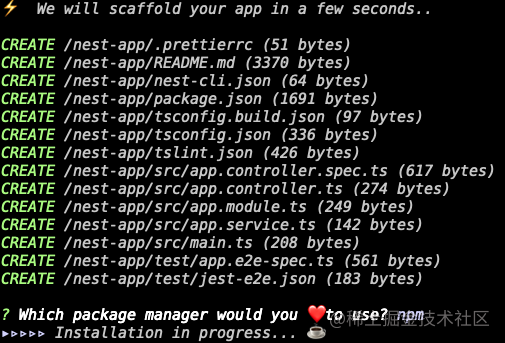 ⚡ We will scaffold your app in a few seconds..
CREATE /nest-app/.prettierrc (51 bytes)
CREATE /nest-app/README.md (3370 bytes)
CREATE /nest-app/nest-cli.json (64 bytes)
CREATE /nest-app/package.json (1691 bytes)
CREATE /nest-app/tsconfig.build.json (97 bytes)
CREATE /nest-app/tsconfig.json (336 bytes)
CREATE /nest-app/tslint.json (426 bytes)
CREATE /nest-app/src/app.controller.spec.ts (617 bytes)
CREATE /nest-app/src/app.controller.ts (274 bytes)
CREATE /nest-app/src/app.module.ts (249 bytes)
CREATE /nest-app/src/app.service.ts (142 bytes)
CREATE /nest-app/src/main.ts (208 bytes)
CREATE /nest-app/test/app.e2e-spec.ts (561 bytes)
CREATE /nest-app/test/jest-e2e.json (183 bytes)
? Which package manager would you ❤️ to use? npm
▸▹▹▹▹ Installation in progress... ☕
@稀土掘金技术社区